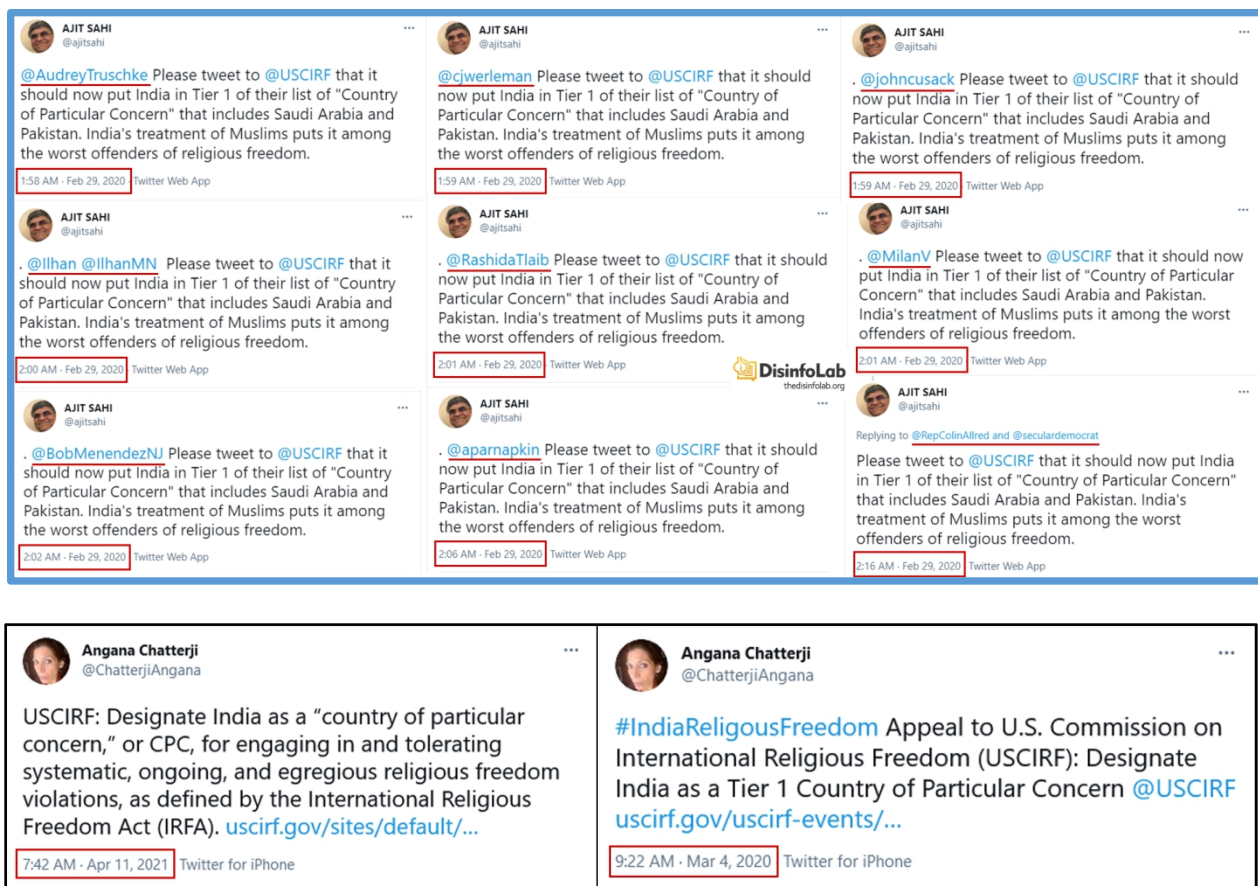 AJIT SAHI
@ajitsahi
@AudreyTruschke Please tweet to @USCIRF that it
should now put India in Tier 1 of their list of "Country
of Particular Concern" that includes Saudi Arabia and
Pakistan. India's treatment of Muslims puts it among
the worst offenders of religious freedom.
1:58 AM · Feb 29, 2020 Twitter Web App
AJIT SAHI
@ajitsahi
@cjwerleman Please tweet to @USCIRF that it should
now put India in Tier 1 of their list of "Country of
Particular Concern" that includes Saudi Arabia and
Pakistan. India's treatment of Muslims puts it among
the worst offenders of religious freedom.
1:59 AM · Feb 29, 2020 Twitter Web App
AJIT SAHI
@ajitsahi
. @johncusack Please tweet to @USCIRF that it should
now put India in Tier 1 of their list of "Country of
Particular Concern" that includes Saudi Arabia and
Pakistan. India's treatment of Muslims puts it among
the worst offenders of religious freedom.
1:59 AM · Feb 29, 2020 Twitter Web App
AJIT SAHI
@ajitsahi
. @Ilhan @IlhanMN Please tweet to @USCIRF that it
should now put India in Tier 1 of their list of "Country
of Particular Concern" that includes Saudi Arabia and
Pakistan. India's treatment of Muslims puts it among
the worst offenders of religious freedom.
2:00 AM · Feb 29, 2020 Twitter Web App
AJIT SAHI
@ajitsahi
. @RashidaTlaib Please tweet to @USCIRF that it should
now put India in Tier 1 of their list of "Country of
Particular Concern" that includes Saudi Arabia and
Pakistan. India's treatment of Muslims puts it among
the worst offenders of religious freedom.
2:01 AM · Feb 29, 2020 Twitter Web App
AJIT SAHI
@ajitsahi
. @MilanV Please tweet to @USCIRF that it should now
put India in Tier 1 of their list of "Country of Particular
Concern" that includes Saudi Arabia and Pakistan.
India's treatment of Muslims puts it among the worst
offenders of religious freedom.
2:01 AM · Feb 29, 2020 Twitter Web App
DisinfoLab
thedisinfolab.org
AJIT SAHI
@ajitsahi
. @BobMenendezNJ Please tweet to @USCIRF that it
should now put India in Tier 1 of their list of "Country
of Particular Concern" that includes Saudi Arabia and
Pakistan. India's treatment of Muslims puts it among
the worst offenders of religious freedom.
2:02 AM · Feb 29, 2020 Twitter Web App
AJIT SAHI
@ajitsahi
. @aparnapkin Please tweet to @USCIRF that it should
now put India in Tier 1 of their list of "Country of
Particular Concern" that includes Saudi Arabia and
Pakistan. India's treatment of Muslims puts it among
the worst offenders of religious freedom.
2:06 AM · Feb 29, 2020 Twitter Web App
AJIT SAHI
@ajitsahi
Replying to @RepColinAllred and @seculardemocrat
Please tweet to @USCIRF that it should now put India
in Tier 1 of their list of "Country of Particular Concern"
that includes Saudi Arabia and Pakistan. India's
treatment of Muslims puts it among the worst
offenders of religious freedom.
2:16 AM · Feb 29, 2020 Twitter Web App
Angana Chatterji
@ChatterjiAngana
USCIRF: Designate India as a “country of particular
concern,” or CPC, for engaging in and tolerating
systematic, ongoing, and egregious religious freedom
violations, as defined by the International Religious
Freedom Act (IRFA). uscirf.gov/sites/default/...
7:42 AM · Apr 11, 2021 Twitter for iPhone
Angana Chatterji
@ChatterjiAngana
#IndiaReligousFreedom Appeal to U.S. Commission on
International Religious Freedom (USCIRF): Designate
India as a Tier 1 Country of Particular Concern @USCIRF
uscirf.gov/uscirf-events/...
9:22 AM · Mar 4, 2020 Twitter for iPhone